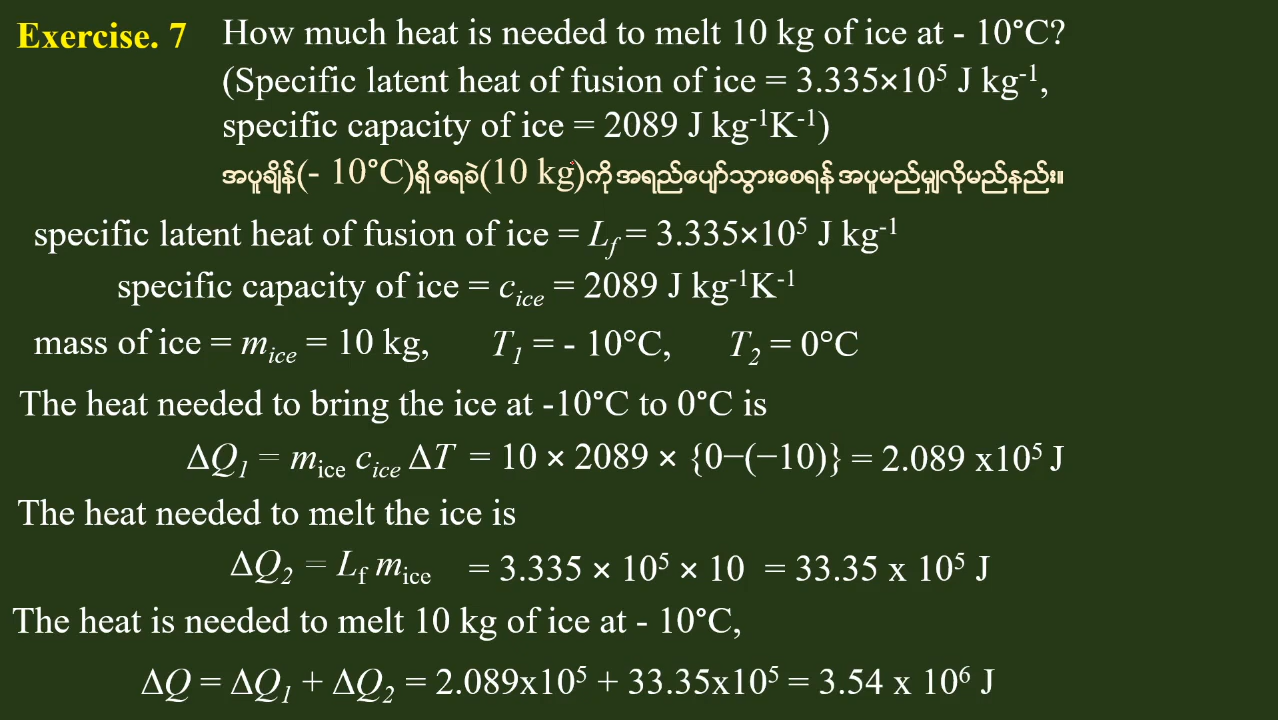 Exercise. 7 How much heat is needed to melt 10 kg of ice at - 10°C?
(Specific latent heat of fusion of ice = 3.335×10⁵ J kg⁻¹,
specific capacity of ice = 2089 J kg⁻¹K⁻¹)
အပူချိန်(- 10°C)ရှိ ရေခဲ(10 kg)ကို အရည်ပျော်သွားစေရန် အပူမည်မျှလိုမည်နည်း။
specific latent heat of fusion of ice = L_f = 3.335×10⁵ J kg⁻¹
specific capacity of ice = c_ice = 2089 J kg⁻¹K⁻¹
mass of ice = m_ice = 10 kg, T₁ = - 10°C, T₂ = 0°C
The heat needed to bring the ice at -10°C to 0°C is
ΔQ₁ = m_ice c_ice ΔT = 10 × 2089 × {0−(−10)} = 2.089 x10⁵ J
The heat needed to melt the ice is
ΔQ₂ = L_f m_ice = 3.335 × 10⁵ × 10 = 33.35 x 10⁵ J
The heat is needed to melt 10 kg of ice at - 10°C,
ΔQ = ΔQ₁ + ΔQ₂ = 2.089x10⁵ + 33.35x10⁵ = 3.54 x 10⁶ J